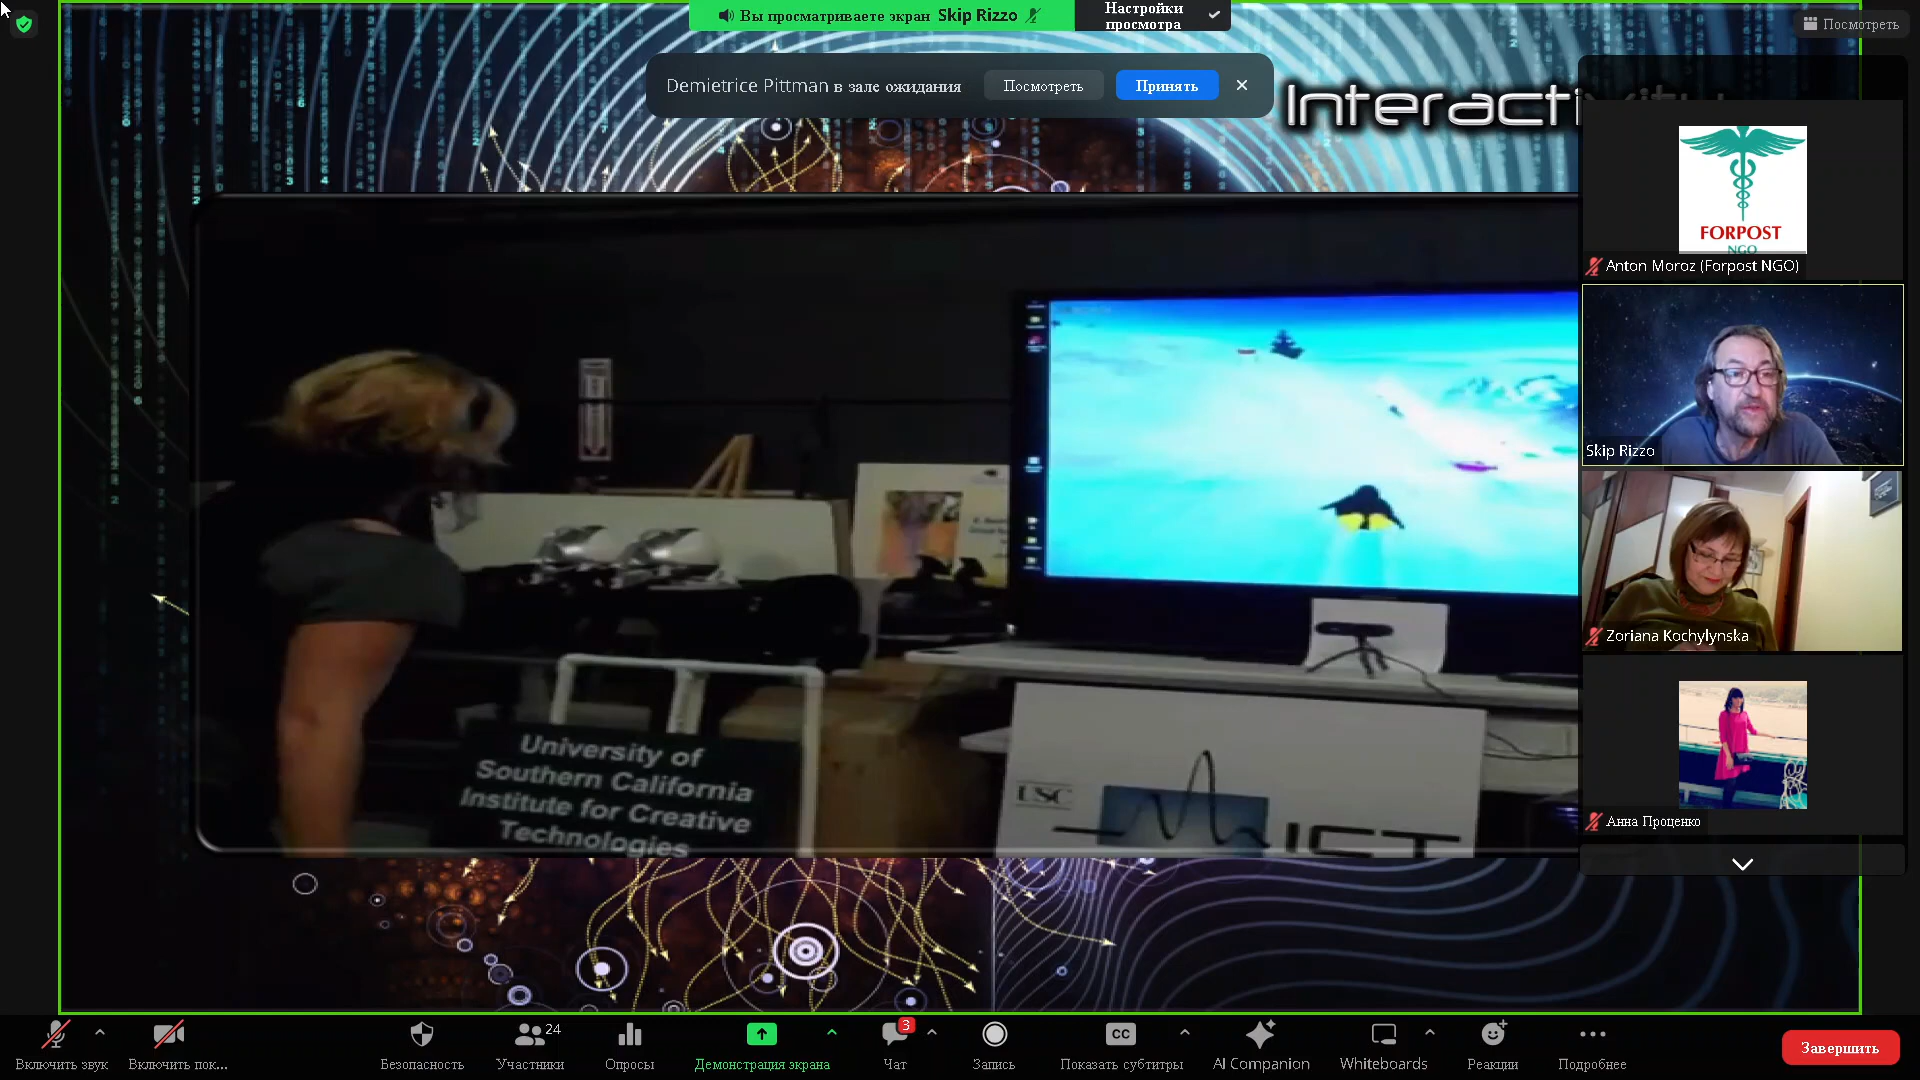 Вы просматриваете экран Skip Rizzo
Настройки просмотра
Посмотреть
Demietrice Pittman в зале ожидания
Посмотреть
Принять
FORPOST
NGO
Anton Moroz (Forpost NGO)
Skip Rizzo
Zoriana Kochylynska
Анна Проценко
University of
Southern California
Institute for Creative
Technologies
USC
ICT
Включить звук
Включить пок...
Безопасность
24
Участники
Опросы
Демонстрация экрана
3
Чат
Запись
CC
Показать субтитры
AI Companion
Whiteboards
Реакции
Подробнее
Завершить